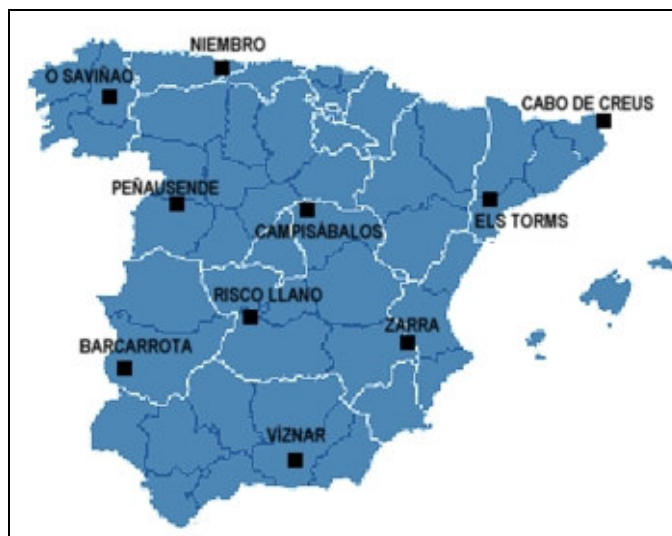 NIEMBRO
O SAVIÑAO
CABO DE CREUS
PEÑAUSENDE
CAMPISÁBALOS
ELS TORMS
RISCO LLANO
ZARRA
BARCARROTA
VÍZNAR